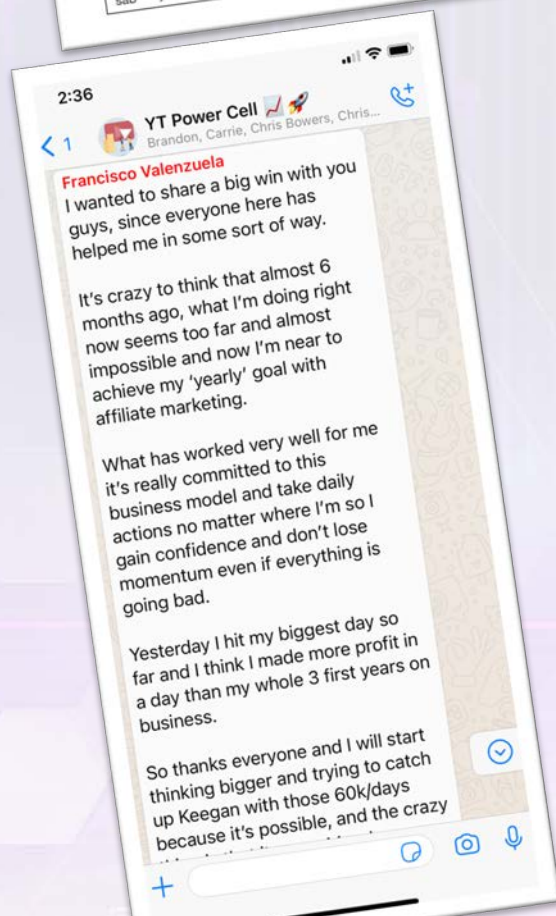 sab
2:36
1
YT Power Cell 📈 🚀
Brandon, Carrie, Chris Bowers, Chris...
Francisco Valenzuela
I wanted to share a big win with you
guys, since everyone here has
helped me in some sort of way.
It's crazy to think that almost 6
months ago, what I'm doing right
now seems too far and almost
impossible and now I'm near to
achieve my 'yearly' goal with
affiliate marketing.
What has worked very well for me
it's really committed to this
business model and take daily
actions no matter where I'm so I
gain confidence and don't lose
momentum even if everything is
going bad.
Yesterday I hit my biggest day so
far and I think I made more profit in
a day than my whole 3 first years on
business.
So thanks everyone and I will start
thinking bigger and trying to catch
up Keegan with those 60k/days
because it's possible, and the crazy